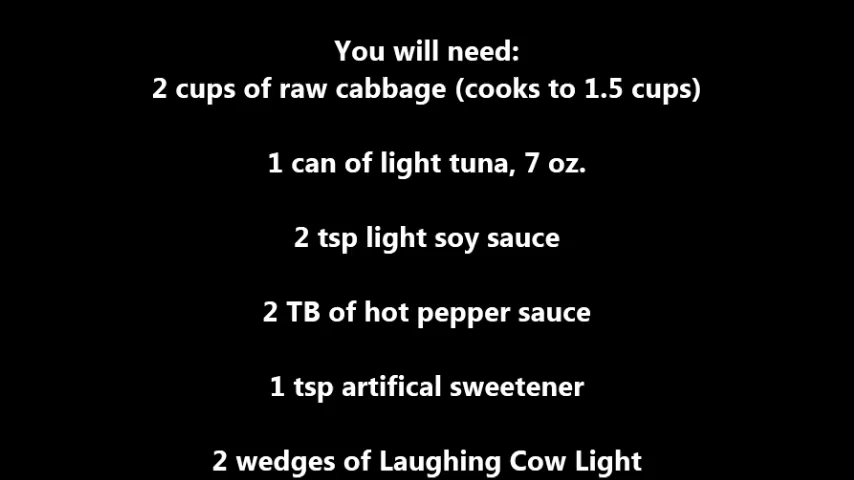 You will need:
2 cups of raw cabbage (cooks to 1.5 cups)
1 can of light tuna, 7 oz.
2 tsp light soy sauce
2 TB of hot pepper sauce
1 tsp artifical sweetener
2 wedges of Laughing Cow Light